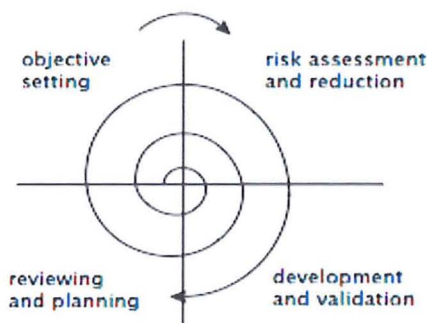 objective
setting
risk assessment
and reduction
reviewing
and planning
development
and validation